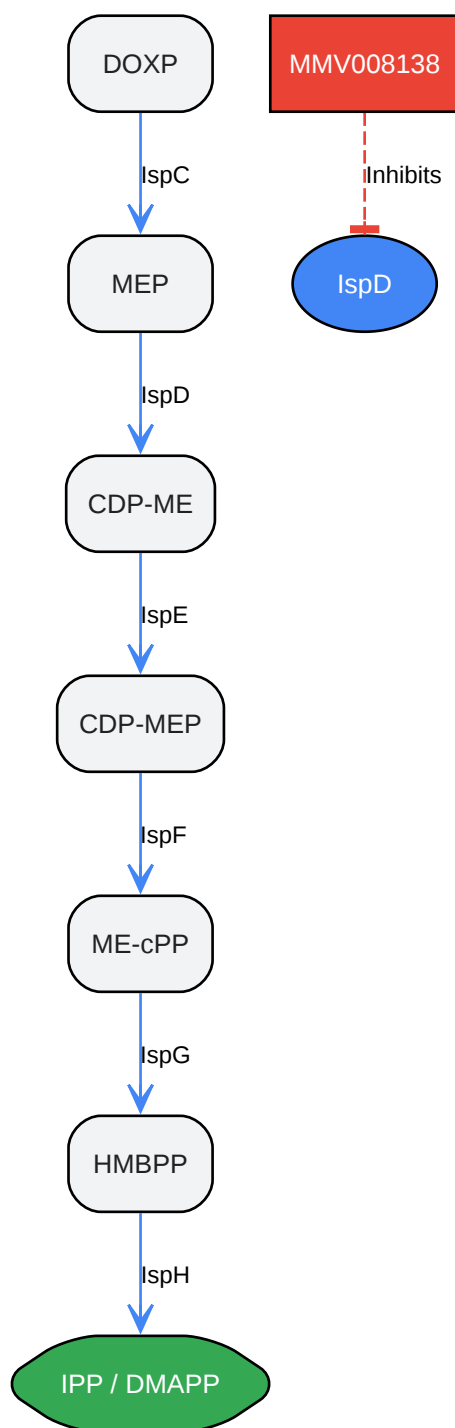 DOXP
MMV008138
IspC
Inhibits
MEP
IspD
IspD
CDP-ME
IspE
CDP-MEP
IspF
ME-cPP
IspG
HMBPP
IspH
IPP / DMAPP